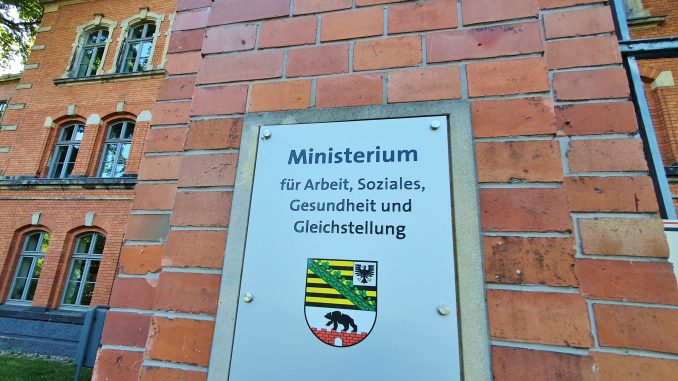 Ministerium
für Arbeit, Soziales,
Gesundheit und
Gleichstellung